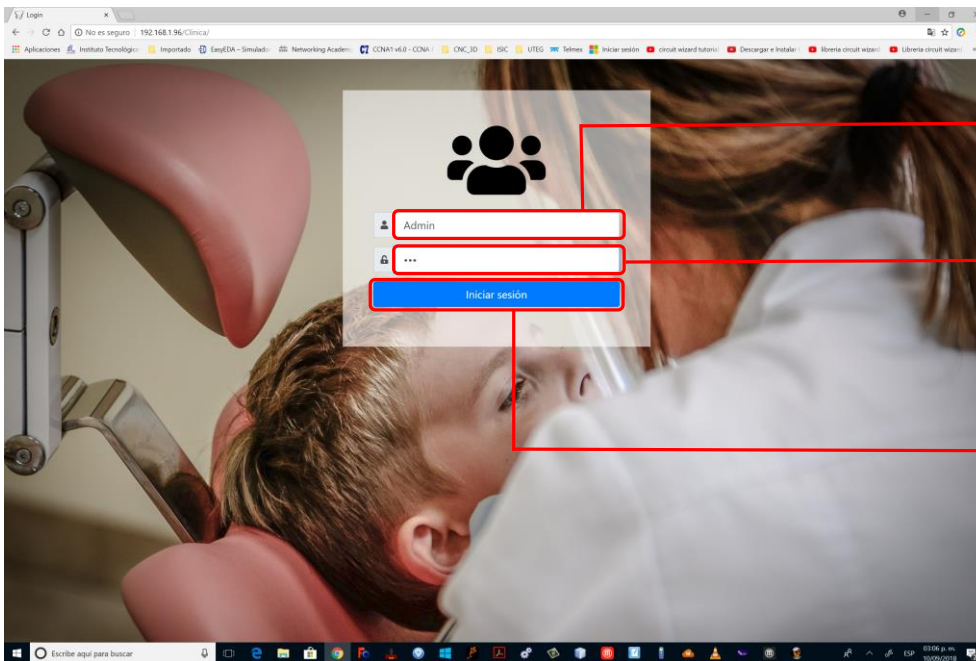 Login
No es seguro | 192.168.1.96/Clinica/
Aplicaciones Instituto Tecnológico Importado EasyEDA – Simulador Networking Academ CCNA1 v6.0 - CCNA CNC_3D ISIC UTEG Telmex Iniciar sesión circuit wizard tutorial Descargar e Instalar libreria circuit wizard Libreria circuit wizard
Admin
•••
Iniciar sesión
Escribe aquí para buscar
ESP
03:06 p. m.
10/09/2018